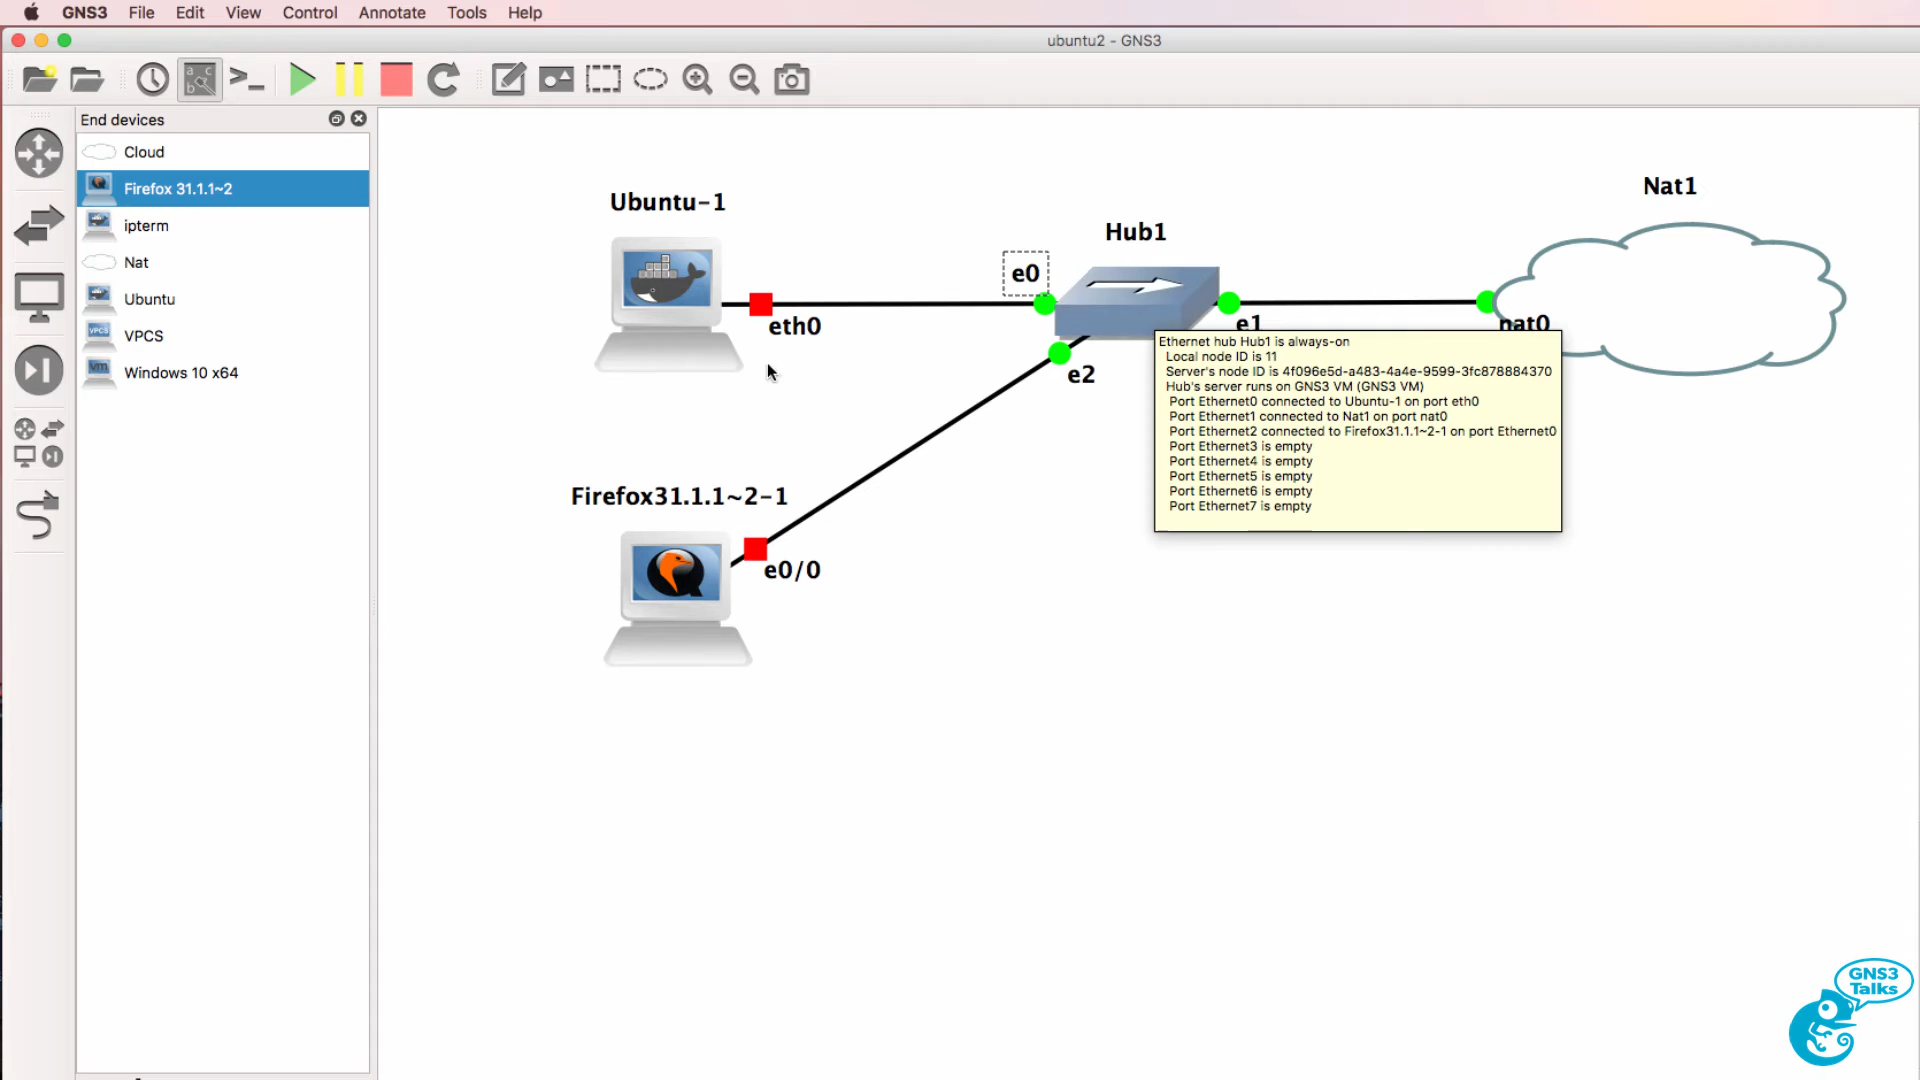 GNS3 File Edit View Control Annotate Tools Help
ubuntu2 - GNS3
End devices
Cloud
Firefox 31.1.1~2
ipterm
Nat
Ubuntu
VPCS
VPCS
Windows 10 x64
vm
Ubuntu-1
eth0
Hub1
e0
e1
e2
Nat1
nat0
Ethernet hub Hub1 is always-on
Local node ID is 11
Server's node ID is 4f096e5d-a483-4a4e-9599-3fc878884370
Hub's server runs on GNS3 VM (GNS3 VM)
Port Ethernet0 connected to Ubuntu-1 on port eth0
Port Ethernet1 connected to Nat1 on port nat0
Port Ethernet2 connected to Firefox31.1.1~2-1 on port Ethernet0
Port Ethernet3 is empty
Port Ethernet4 is empty
Port Ethernet5 is empty
Port Ethernet6 is empty
Port Ethernet7 is empty
Firefox31.1.1~2-1
e0/0
GNS3
Talks